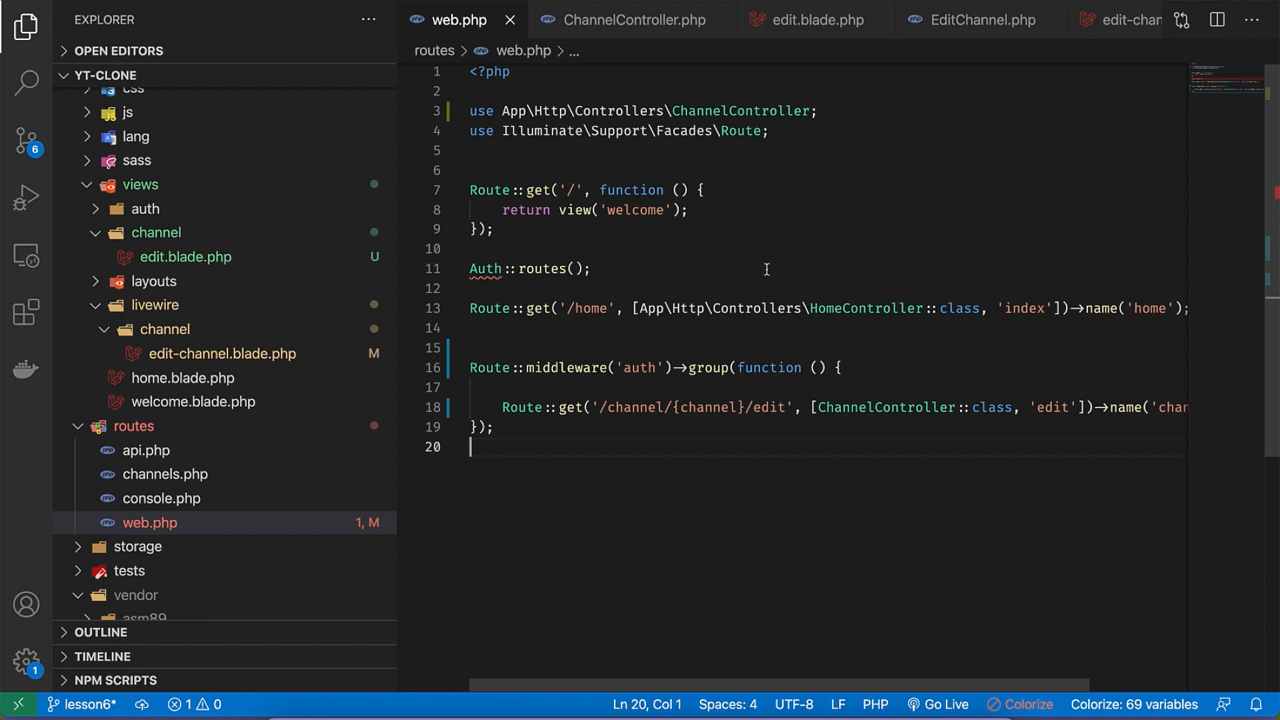 EXPLORER
OPEN EDITORS
YT-CLONE
css
js
lang
sass
views
auth
channel
edit.blade.php U
layouts
livewire
channel
edit-channel.blade.php M
home.blade.php
welcome.blade.php
routes
api.php
channels.php
console.php
web.php 1, M
storage
tests
vendor
asm89
OUTLINE
TIMELINE
NPM SCRIPTS
6
1
web.php ChannelController.php edit.blade.php EditChannel.php edit-chan
routes > web.php > ...
1 <?php
2
3 use App\Http\Controllers\ChannelController;
4 use Illuminate\Support\Facades\Route;
5
6
7 Route::get('/', function () {
8 return view('welcome');
9 });
10
11 Auth::routes();
12
13 Route::get('/home', [App\Http\Controllers\HomeController::class, 'index'])->name('home');
14
15
16 Route::middleware('auth')->group(function () {
17
18 Route::get('/channel/{channel}/edit', [ChannelController::class, 'edit'])->name('chan
19 });
20
lesson6* 1 0 Ln 20, Col 1 Spaces: 4 UTF-8 LF PHP Go Live Colorize Colorize: 69 variables